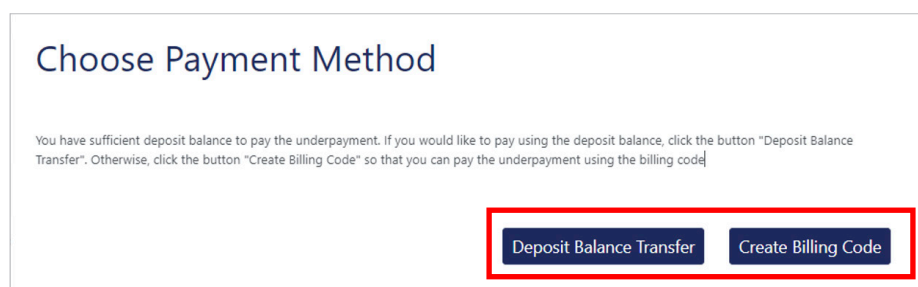 Choose Payment Method
You have sufficient deposit balance to pay the underpayment. If you would like to pay using the deposit balance, click the button "Deposit Balance
Transfer". Otherwise, click the button "Create Billing Code" so that you can pay the underpayment using the billing code
Deposit Balance Transfer Create Billing Code